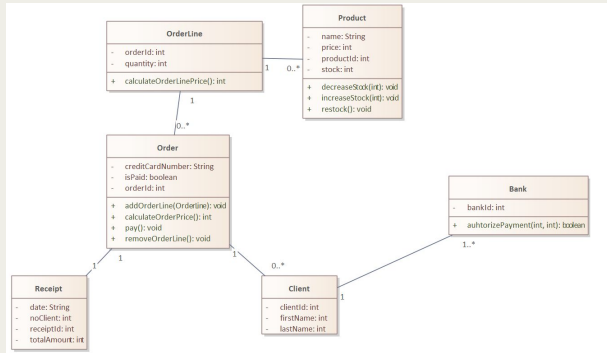 Product
- name: String
- price: int
- productId: int
- stock: int
+ decreaseStock(int): void
+ increaseStock(int): void
+ restock(): void
OrderLine
- orderId: int
- quantity: int
+ calculateOrderLinePrice(): int
1
0..*
1
0..*
Order
- creditCardNumber: String
- isPaid: boolean
- orderId: int
+ addOrderLine(Orderline): void
+ calculateOrderPrice(): int
+ pay(): void
+ removeOrderLine(): void
Bank
- bankId: int
+ auhtorizePayment(int, int): boolean
1..*
1
1
1
0..*
Receipt
- date: String
- noClient: int
- receiptId: int
- totalAmount: int
Client
- clientId: int
- firstName: int
- lastName: int
1